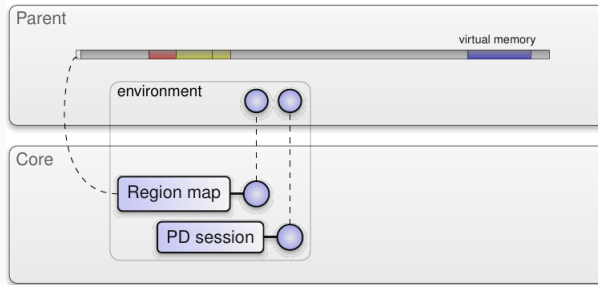 Parent
virtual memory
environment
Core
Region map
PD session